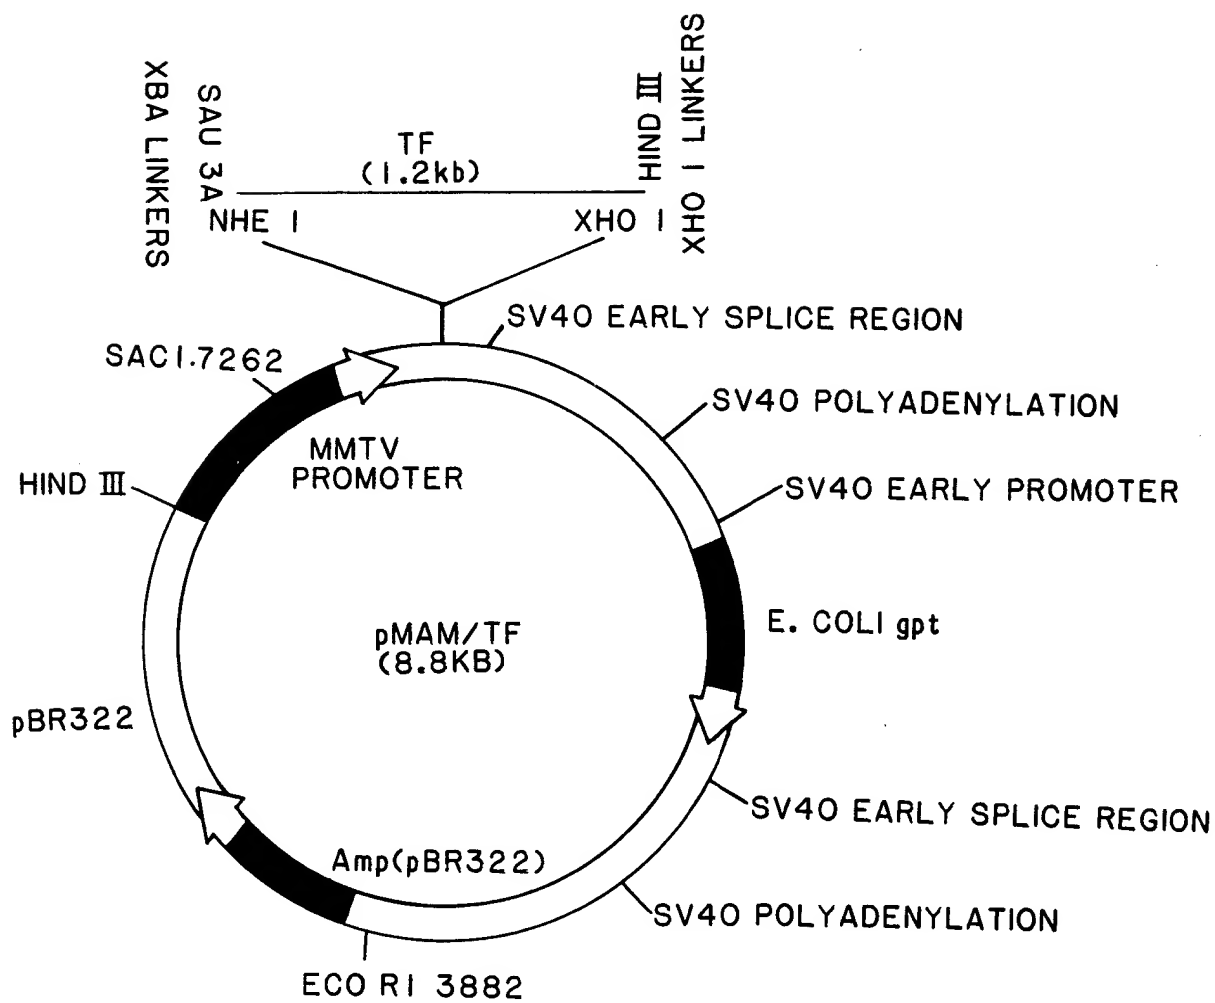 XBA LINKERS
SAU 3A
TF
(1.2kb)
HIND III
XHO I LINKERS
NHE I
XHO I
SV40 EARLY SPLICE REGION
SAC I.7262
SV40 POLYADENYLATION
MMTV
PROMOTER
HIND III
SV40 EARLY PROMOTER
E. COLI gpt
pMAM/TF
(8.8KB)
pBR322
SV40 EARLY SPLICE REGION
Amp(pBR322)
SV40 POLYADENYLATION
ECO RI 3882